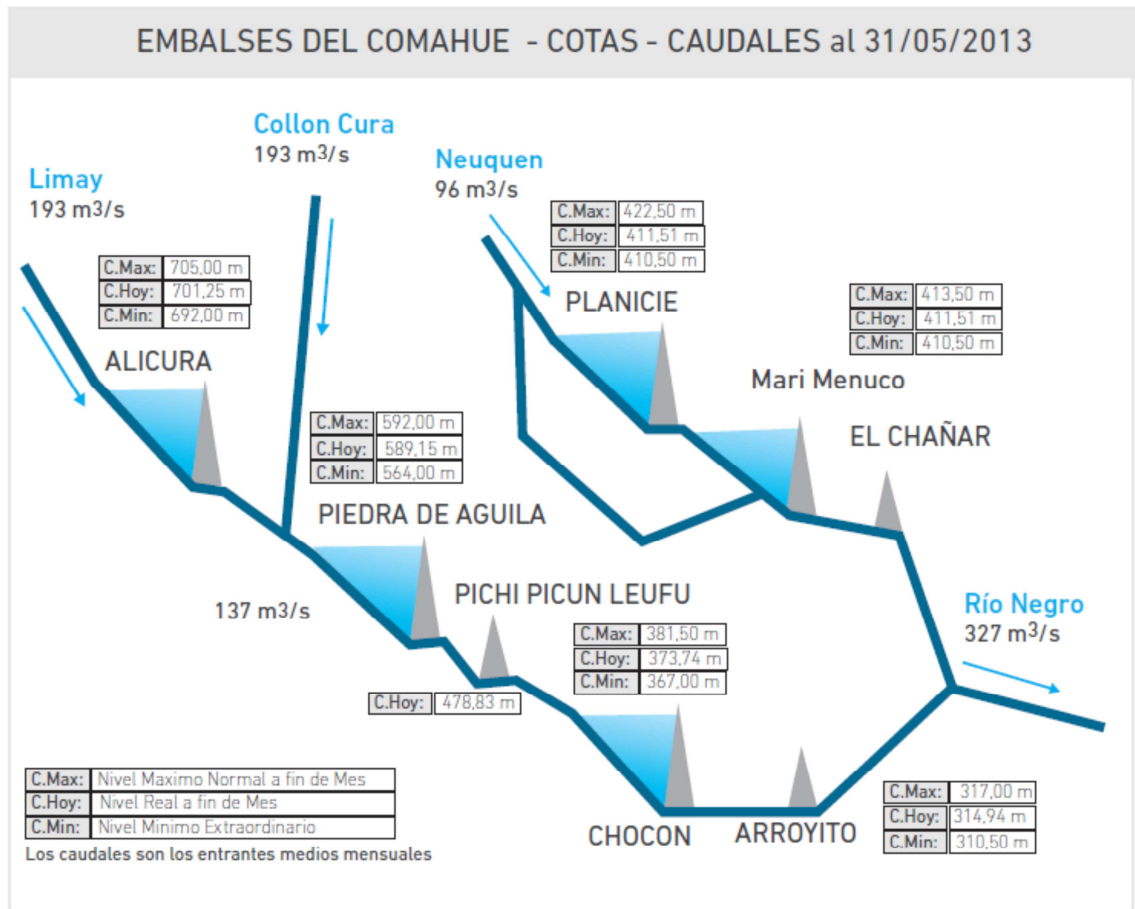 EMBALSES DEL COMAHUE - COTAS - CAUDALES al 31/05/2013
Collon Cura
193 m3/s
Neuquen
96 m3/s
Limay
193 m3/s
C.Max: 422,50 m
C.Hoy: 411,51 m
C.Min: 410,50 m
PLANICIE
C.Max: 705,00 m
C.Hoy: 701,25 m
C.Min: 692,00 m
ALICURA
C.Max: 413,50 m
C.Hoy: 411,51 m
C.Min: 410,50 m
Mari Menuco
EL CHAÑAR
C.Max: 592,00 m
C.Hoy: 589,15 m
C.Min: 564,00 m
PIEDRA DE AGUILA
137 m3/s
PICHI PICUN LEUFU
C.Hoy: 478,83 m
Río Negro
327 m3/s
C.Max: 381,50 m
C.Hoy: 373,74 m
C.Min: 367,00 m
CHOCON
ARROYITO
C.Max: 317,00 m
C.Hoy: 314,94 m
C.Min: 310,50 m
C.Max: Nivel Maximo Normal a fin de Mes
C.Hoy: Nivel Real a fin de Mes
C.Min: Nivel Minimo Extraordinario
Los caudales son los entrantes medios mensuales